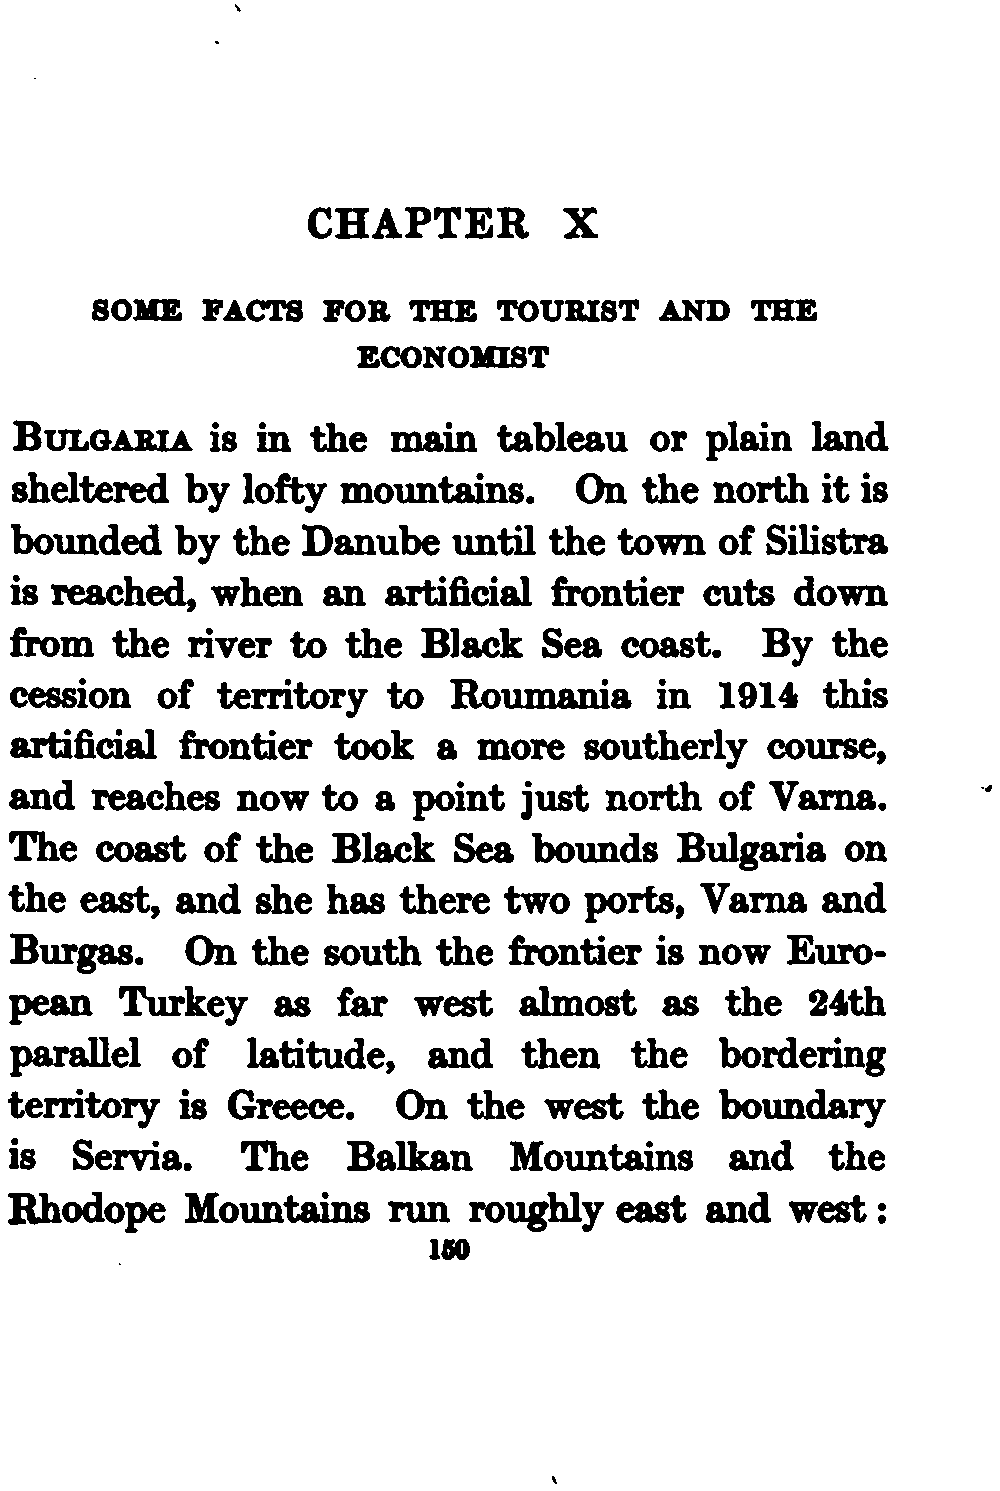 CHAPTER X
SOME FACTS FOR THE TOURIST AND THE
ECONOMIST
BULGARIA is in the main tableau or plain land
sheltered by lofty mountains. On the north it is
bounded by the Danube until the town of Silistra
is reached, when an artificial frontier cuts down
from the river to the Black Sea coast. By the
cession of territory to Roumania in 1914 this
artificial frontier took a more southerly course,
and reaches now to a point just north of Varna.
The coast of the Black Sea bounds Bulgaria on
the east, and she has there two ports, Varna and
Burgas. On the south the frontier is now Euro-
pean Turkey as far west almost as the 24th
parallel of latitude, and then the bordering
territory is Greece. On the west the boundary
is Servia. The Balkan Mountains and the
Rhodope Mountains run roughly east and west:
150